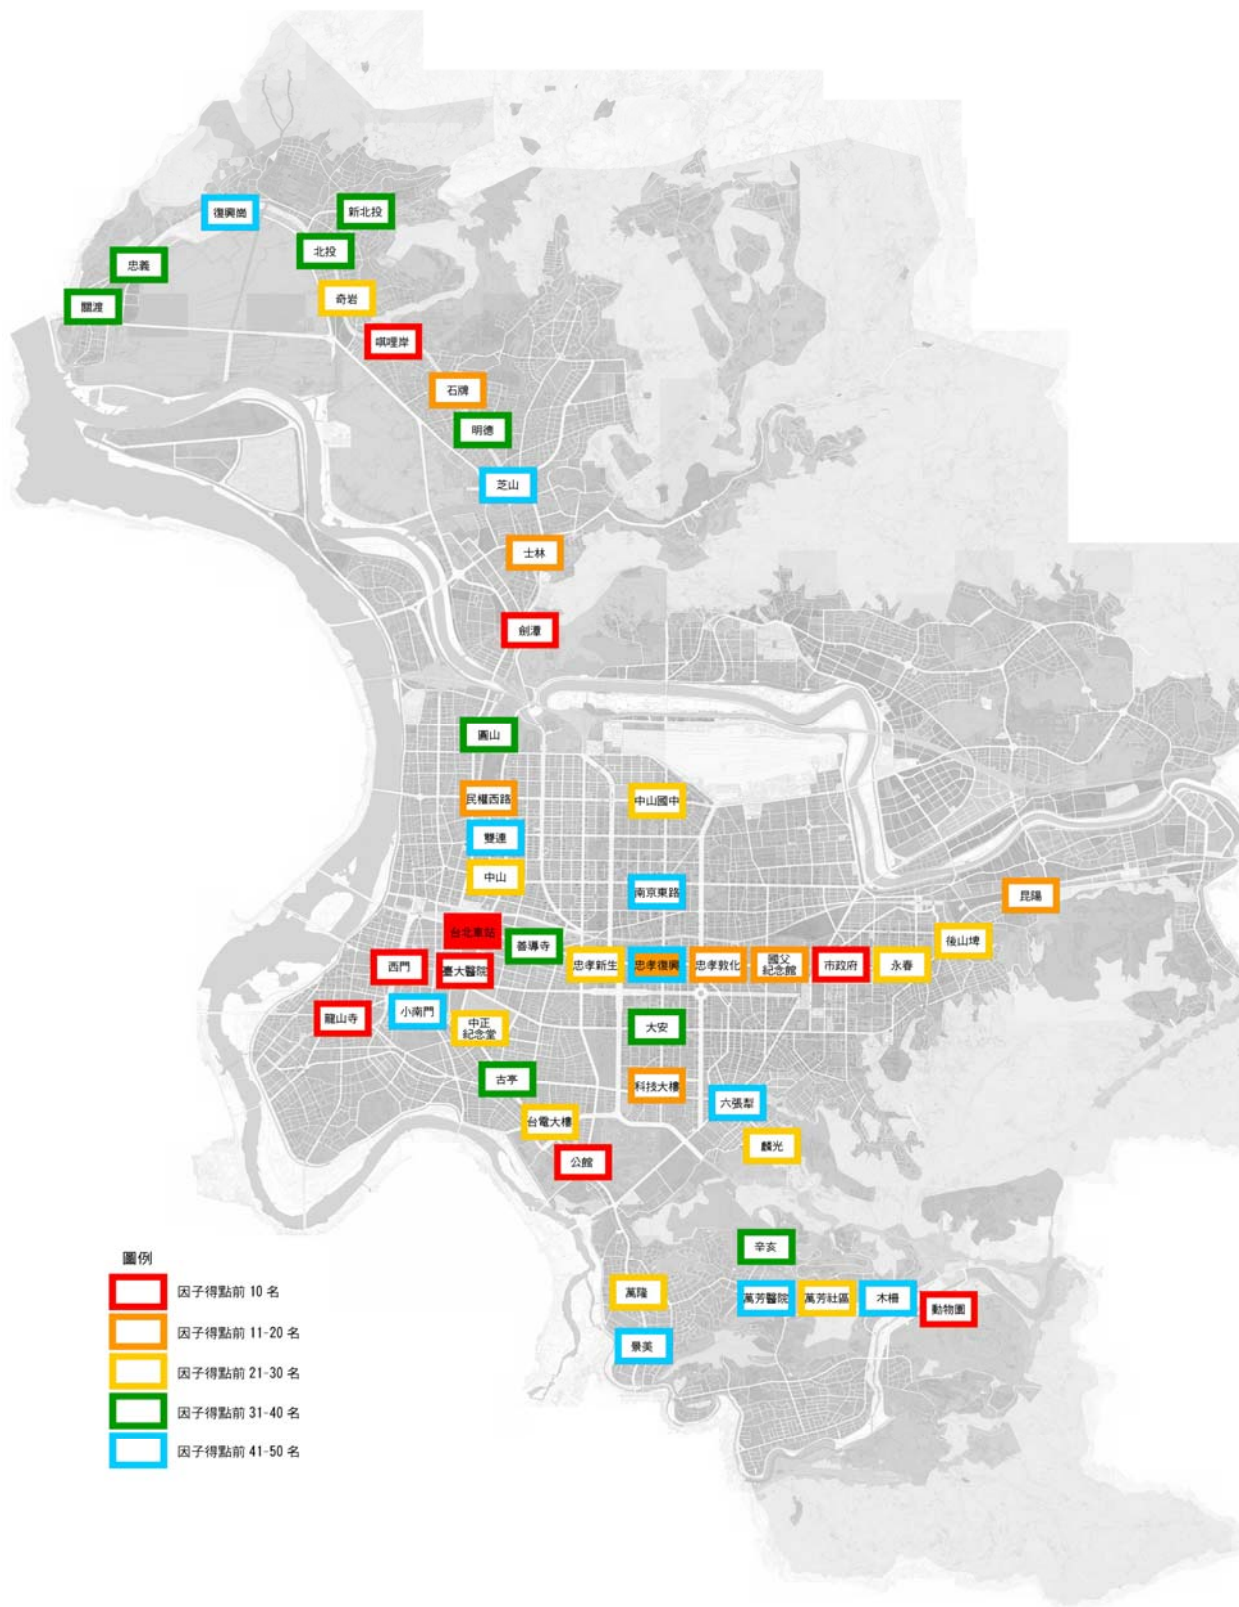 復興崗
新北投
北投
忠義
關渡
奇岩
唭哩岸
石牌
明德
芝山
士林
劍潭
圓山
民權西路
中山國中
雙連
中山
南京東路
昆陽
台北車站
善導寺
後山埤
西門
臺大醫院
忠孝新生
忠孝復興
忠孝敦化
國父
紀念館
市政府
永春
龍山寺
小南門
中正
紀念堂
大安
古亭
科技大樓
六張犁
台電大樓
麟光
公館
辛亥
萬隆
萬芳醫院
萬芳社區
木柵
動物園
景美
圖例
因子得點前 10 名
因子得點前 11-20 名
因子得點前 21-30 名
因子得點前 31-40 名
因子得點前 41-50 名